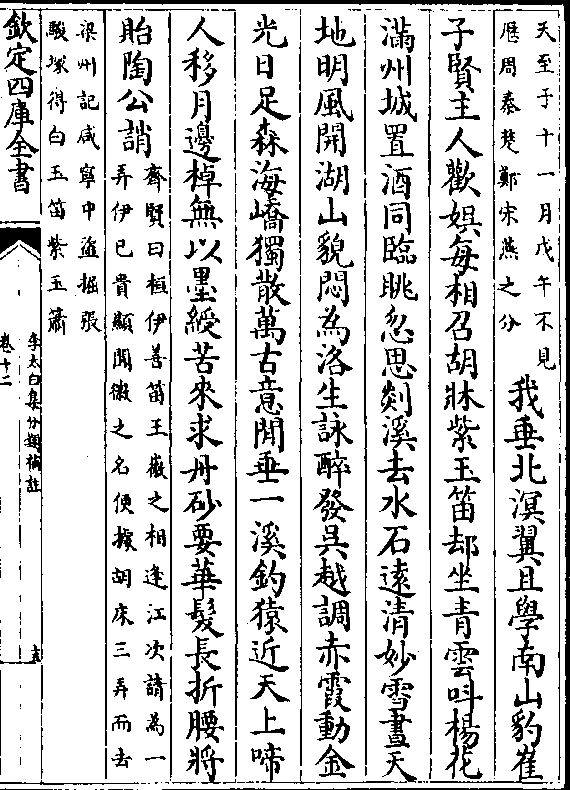 天至于十一月戊午不見
歷周秦楚鄭宋燕之分
我垂北溟翼且學南山豹崔
子賢主人歡娯每相召胡牀紫玉笛却坐青雲叫楊花
滿州城置酒同臨眺忽思剡溪去水石逺清妙雪晝天
地明風開湖山貌悶為洛生詠醉發吳越調赤霞動金
光日足森海嶠獨散萬古意閒垂一溪釣猿近天上啼
人移月邊棹無以墨綬苦來求丹砂要華髮長折腰將
貽陶公誚
齊賢曰桓伊善笛王徽之相逢江次請為一
弄伊已貴顯聞徽之名便據胡床三弄而去
梁州記咸寧中盜掘張
駿塜得白玉笛紫玉簫
欽定四庫全書
李太白集分類補註
卷十二